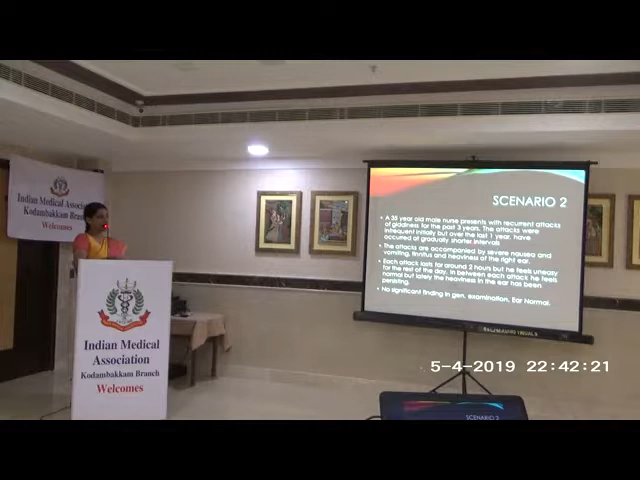 Indian Medical Assoc
Kodambakkam Bran
Welcomes
Indian Medical
Association
Kodambakkam Branch
Welcomes
SCENARIO 2
A 35 year old male nurse presents with recurrent attacks
of giddiness for the past 3 years. The attacks were
infrequent initially but over the last 1 year, have
occurred at gradually shorter intervals
The attacks are accompanied by severe nausea and
vomiting, tinnitus and heaviness of the right ear.
Each attack lasts for around 2 hours but he feels uneasy
for the rest of the day. In between each attack he feels
normal but lately the heaviness in the ear has been
persisting.
No significant finding in gen. examination. Ear Normal.
5-4-2019 22:42:21
SCENARIO 2